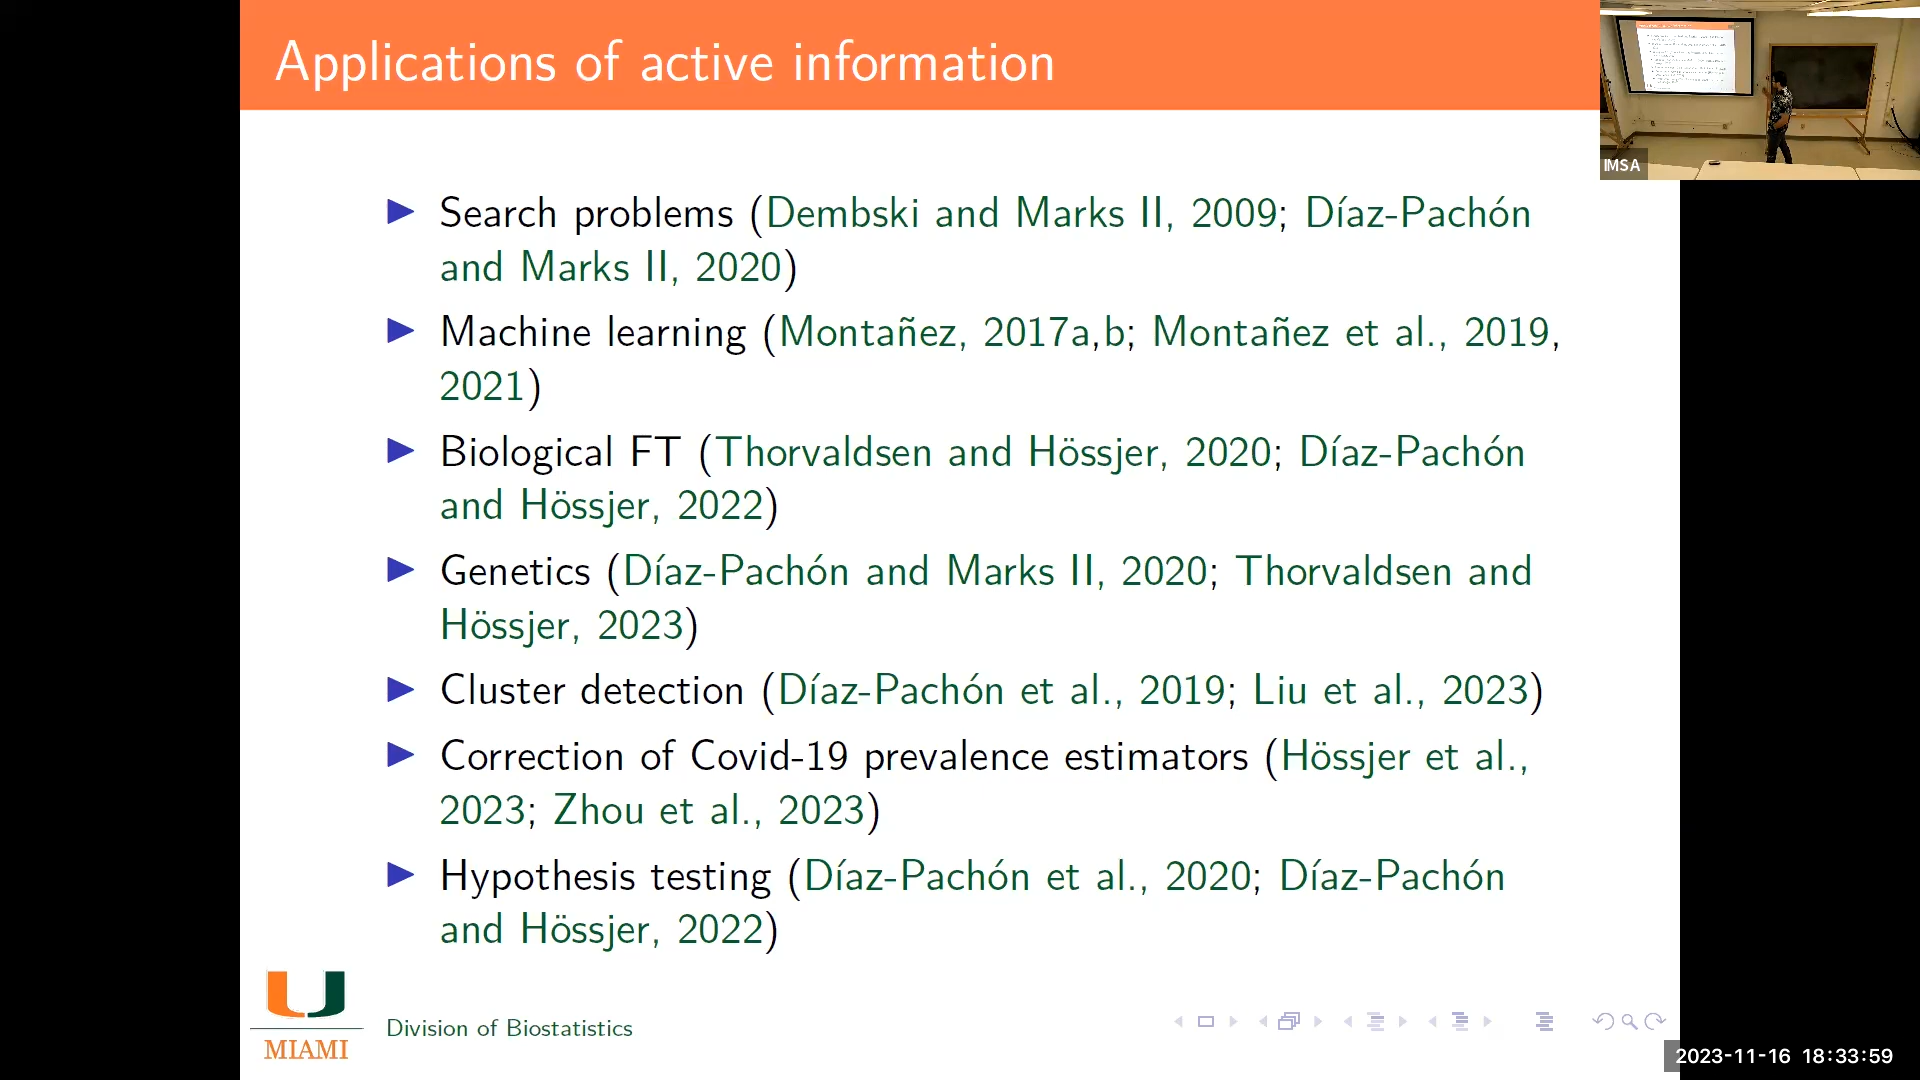 Applications of active information
IMSA
▶ Search problems (Dembski and Marks II, 2009; Díaz-Pachón
and Marks II, 2020)
▶ Machine learning (Montañez, 2017a,b; Montañez et al., 2019,
2021)
▶ Biological FT (Thorvaldsen and Hössjer, 2020; Díaz-Pachón
and Hössjer, 2022)
▶ Genetics (Díaz-Pachón and Marks II, 2020; Thorvaldsen and
Hössjer, 2023)
▶ Cluster detection (Díaz-Pachón et al., 2019; Liu et al., 2023)
▶ Correction of Covid-19 prevalence estimators (Hössjer et al.,
2023; Zhou et al., 2023)
▶ Hypothesis testing (Díaz-Pachón et al., 2020; Díaz-Pachón
and Hössjer, 2022)
U
MIAMI
Division of Biostatistics
2023-11-16 18:33:59